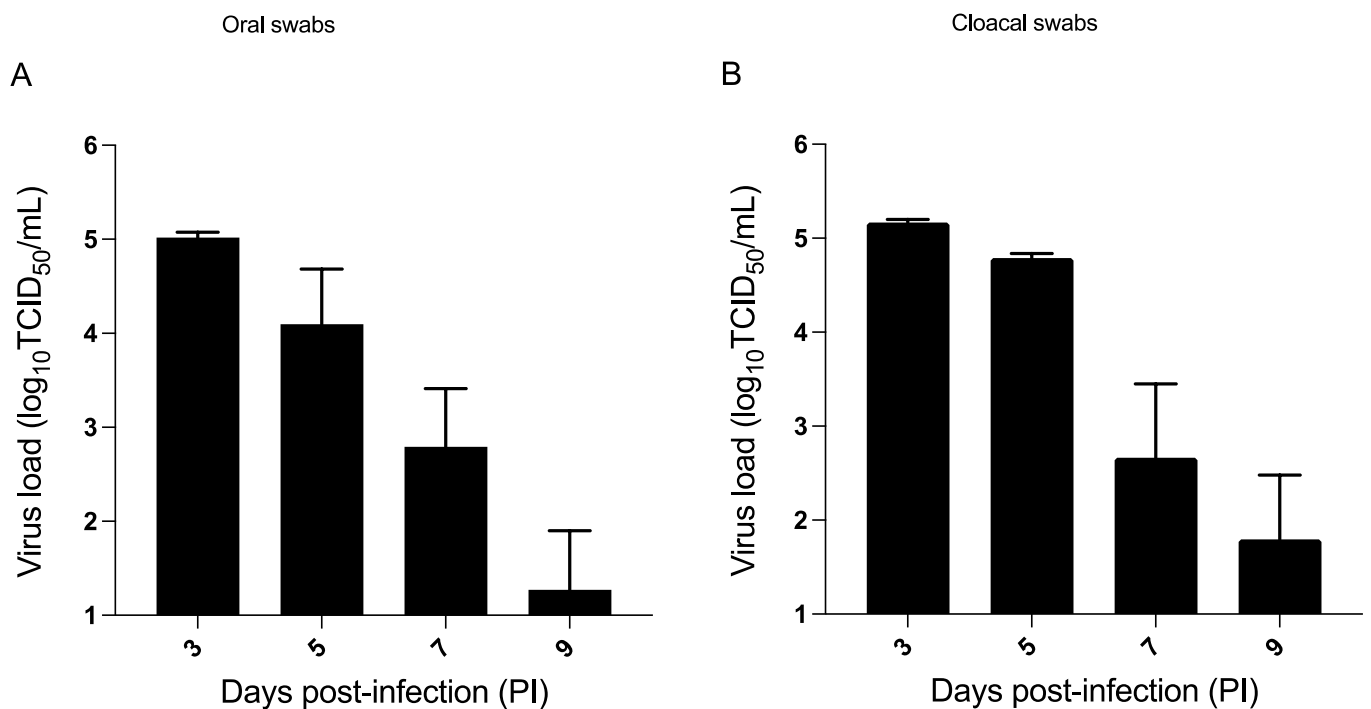 Oral swabs
Cloacal swabs
A
B
Virus load (log₁₀TCID₅₀/mL)
6
5
4
3
2
1
3 5 7 9
Days post-infection (PI)
Virus load (log₁₀TCID₅₀/mL)
6
5
4
3
2
1
3 5 7 9
Days post-infection (PI)